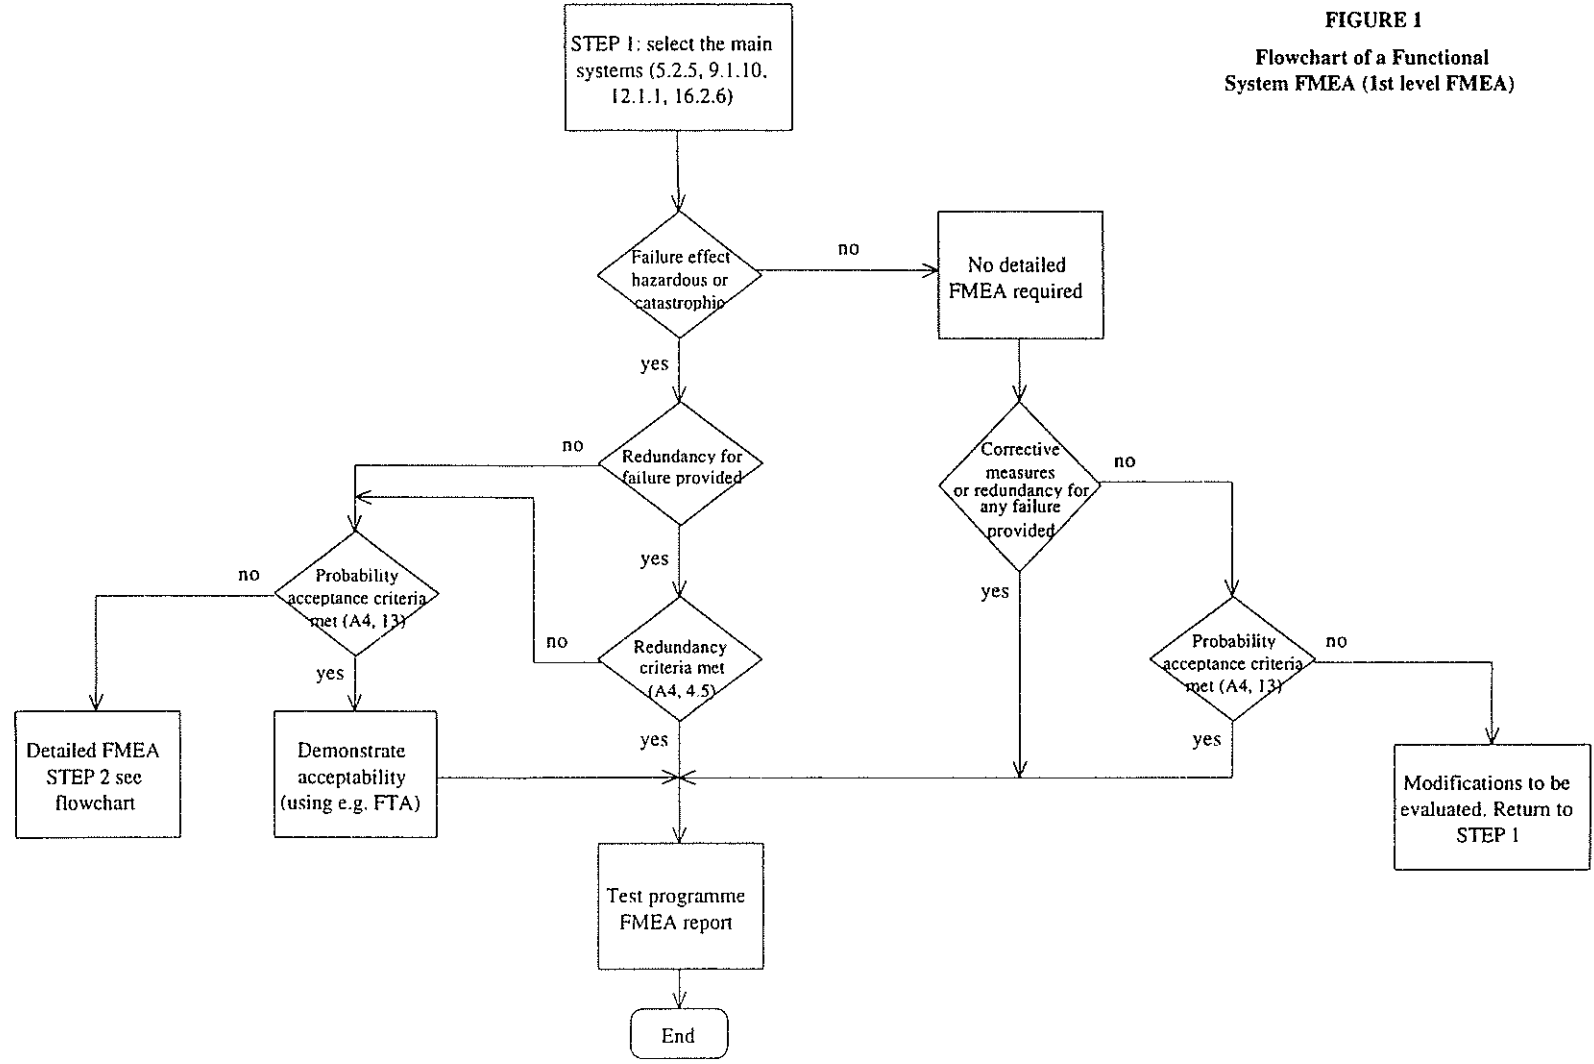 FIGURE 1
Flowchart of a Functional
System FMEA (1st level FMEA)
STEP 1: select the main
systems (5.2.5, 9.1.10,
12.1.1, 16.2.6)
Failure effect
hazardous or
catastrophic
no
No detailed
FMEA required
yes
Redundancy for
failure provided
no
Corrective
measures
or redundancy for
any failure
provided
no
yes
yes
Probability
acceptance criteria
met (A4, 13)
no
yes
Redundancy
criteria met
(A4, 4.5)
no
yes
Probability
acceptance criteria
met (A4, 13)
no
yes
Detailed FMEA
STEP 2 see
flowchart
Demonstrate
acceptability
(using e.g. FTA)
Modifications to be
evaluated. Return to
STEP 1
Test programme
FMEA report
End